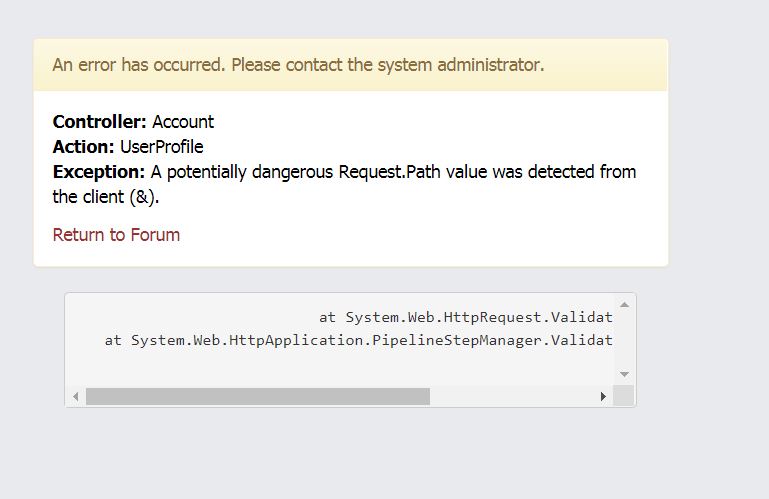 An error has occurred. Please contact the system administrator.
Controller: Account
Action: UserProfile
Exception: A potentially dangerous Request.Path value was detected from
the client (&).
Return to Forum
at System.Web.HttpRequest.Validat
at System.Web.HttpApplication.PipelineStepManager.Validat